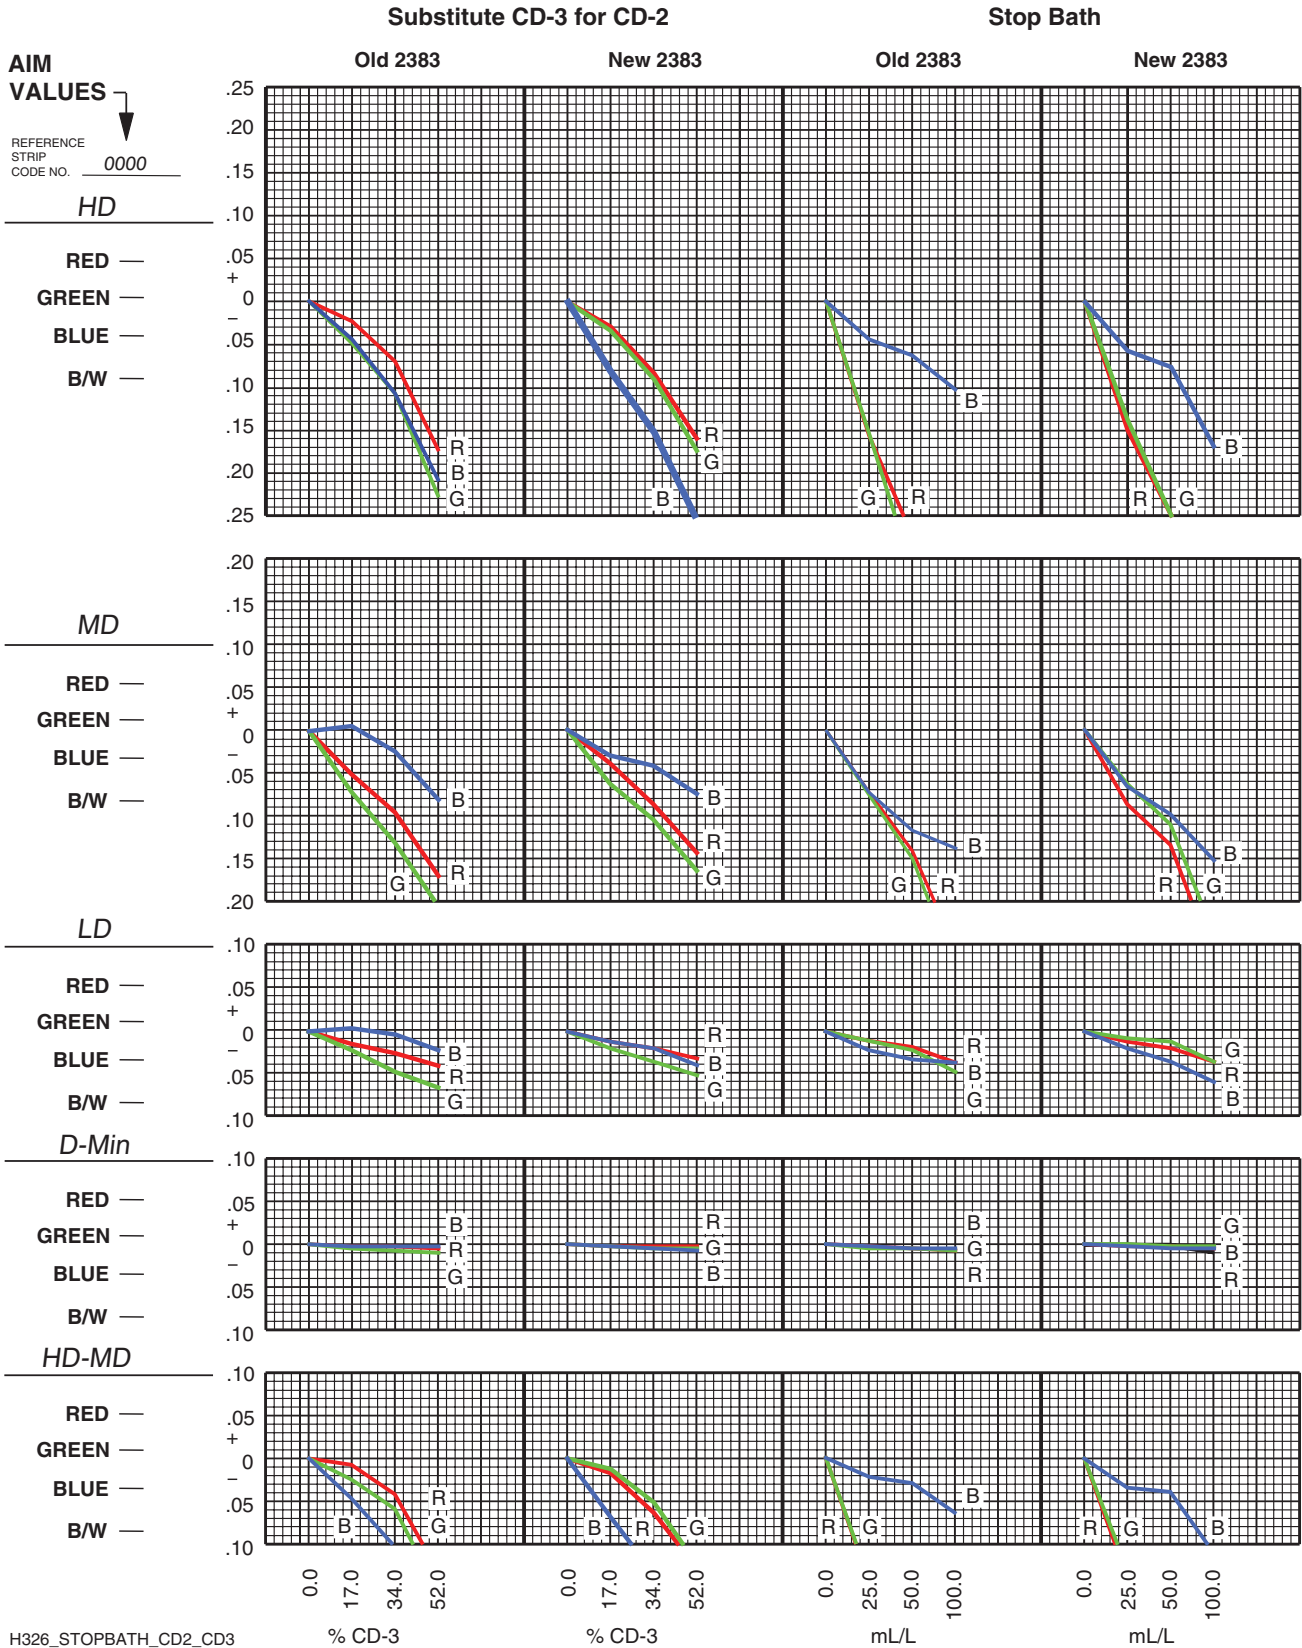 Substitute CD-3 for CD-2 Stop Bath
Old 2383 New 2383 Old 2383 New 2383
AIM
VALUES
REFERENCE
STRIP
CODE NO. 0000
HD
RED
GREEN
BLUE
B/W
.25
.20
.15
.10
.05
+
0
−
.05
.10
.15
.20
.25
R
B
G
R
G
B
B
G R
B
R G
MD
RED
GREEN
BLUE
B/W
.20
.15
.10
.05
+
0
−
.05
.10
.15
.20
B
R
G
B
R
G
B
G R
B
R G
LD
RED
GREEN
BLUE
B/W
.10
.05
+
0
−
.05
.10
B
R
G
R
B
G
R
B
G
G
R
B
D-Min
RED
GREEN
BLUE
B/W
.10
.05
+
0
−
.05
.10
B
R
G
R
G
B
B
G
R
G
B
R
HD-MD
RED
GREEN
BLUE
B/W
.10
.05
+
0
−
.05
.10
R
B G
B R G
B
R G
R G B
0.0 17.0 34.0 52.0 0.0 17.0 34.0 52.0 0.0 25.0 50.0 100.0 0.0 25.0 50.0 100.0
% CD-3 % CD-3 mL/L mL/L
H326_STOPBATH_CD2_CD3